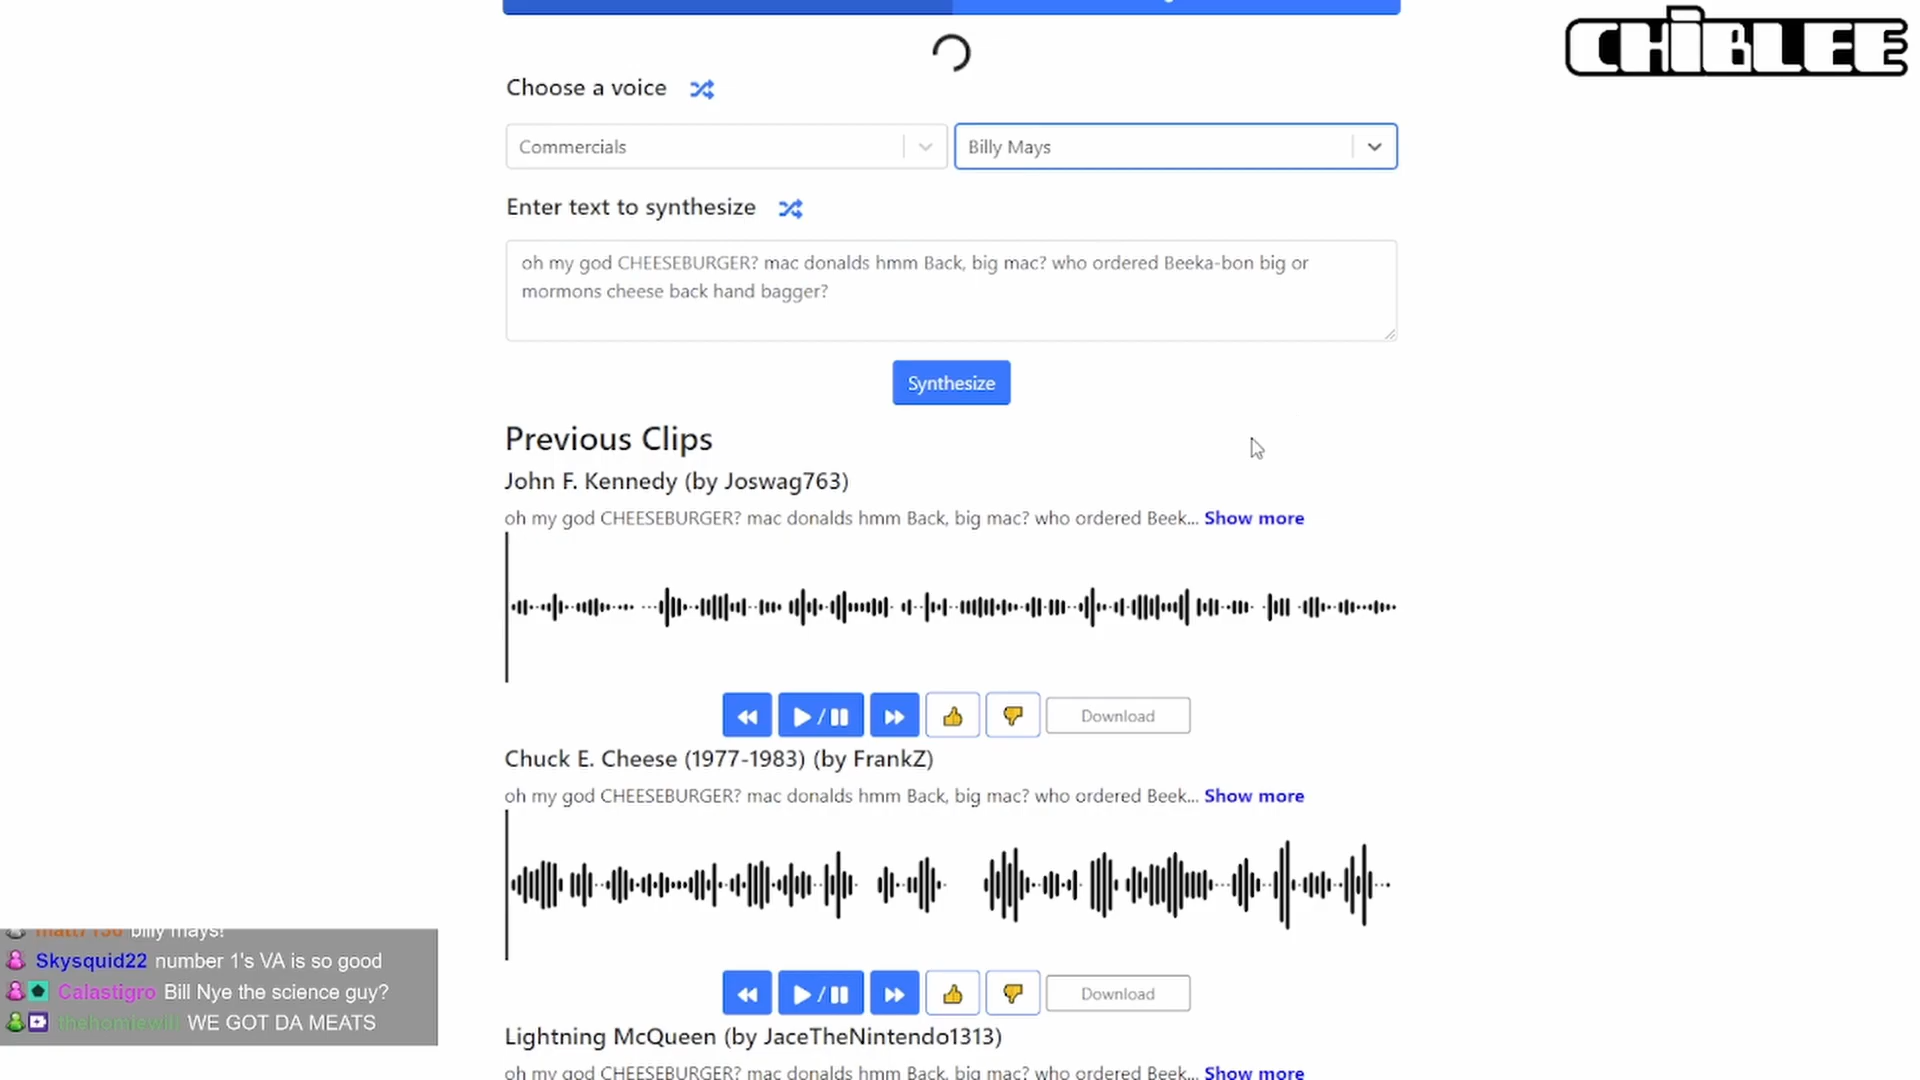 CHIBLEE
Choose a voice
Commercials
Billy Mays
Enter text to synthesize
oh my god CHEESEBURGER? mac donalds hmm Back, big mac? who ordered Beeka-bon big or
mormons cheese back hand bagger?
Synthesize
Previous Clips
John F. Kennedy (by Joswag763)
oh my god CHEESEBURGER? mac donalds hmm Back, big mac? who ordered Beek... Show more
Download
Chuck E. Cheese (1977-1983) (by FrankZ)
oh my god CHEESEBURGER? mac donalds hmm Back, big mac? who ordered Beek... Show more
Download
Lightning McQueen (by JaceTheNintendo1313)
oh my god CHEESEBURGER? mac donalds hmm Back, big mac? who ordered Beek... Show more
billy mays!
Skysquid22 number 1's VA is so good
Calastigro Bill Nye the science guy?
WE GOT DA MEATS